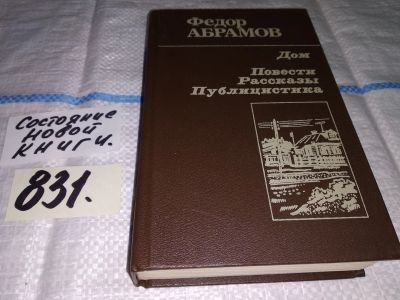 Федор
АБРАМОВ
Дом
Повести
Рассказы
Публицистика
Состояние
новой
книги.
831.